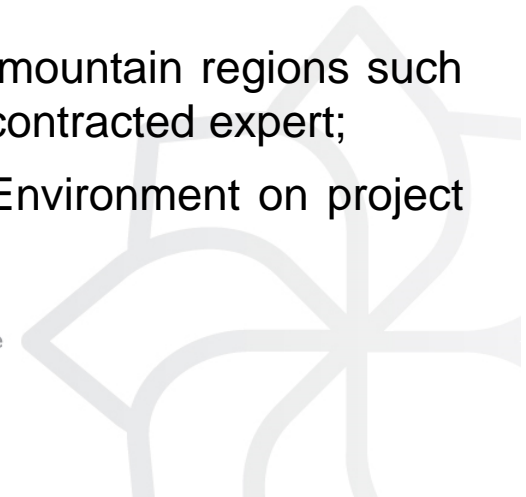 mountain regions such
contracted expert;
Environment on project
e